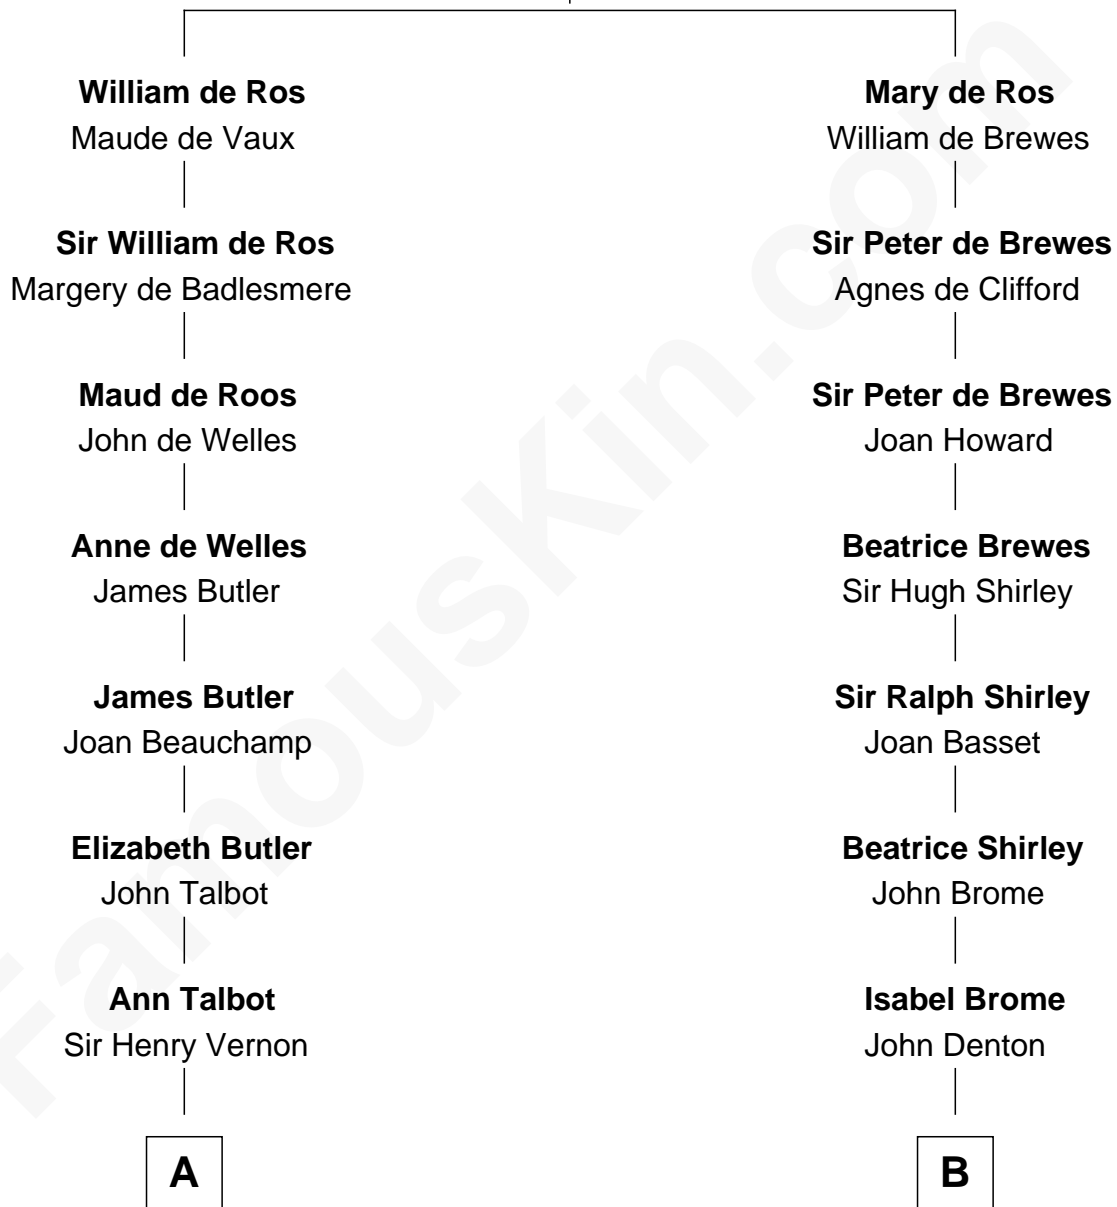 William de Ros
Maude de Vaux
Sir William de Ros
Margery de Badlesmere
Maud de Roos
John de Welles
Anne de Welles
James Butler
James Butler
Joan Beauchamp
Elizabeth Butler
John Talbot
Ann Talbot
Sir Henry Vernon
A
Mary de Ros
William de Brewes
Sir Peter de Brewes
Agnes de Clifford
Sir Peter de Brewes
Joan Howard
Beatrice Brewes
Sir Hugh Shirley
Sir Ralph Shirley
Joan Basset
Beatrice Shirley
John Brome
Isabel Brome
John Denton
B
FamousKin.com